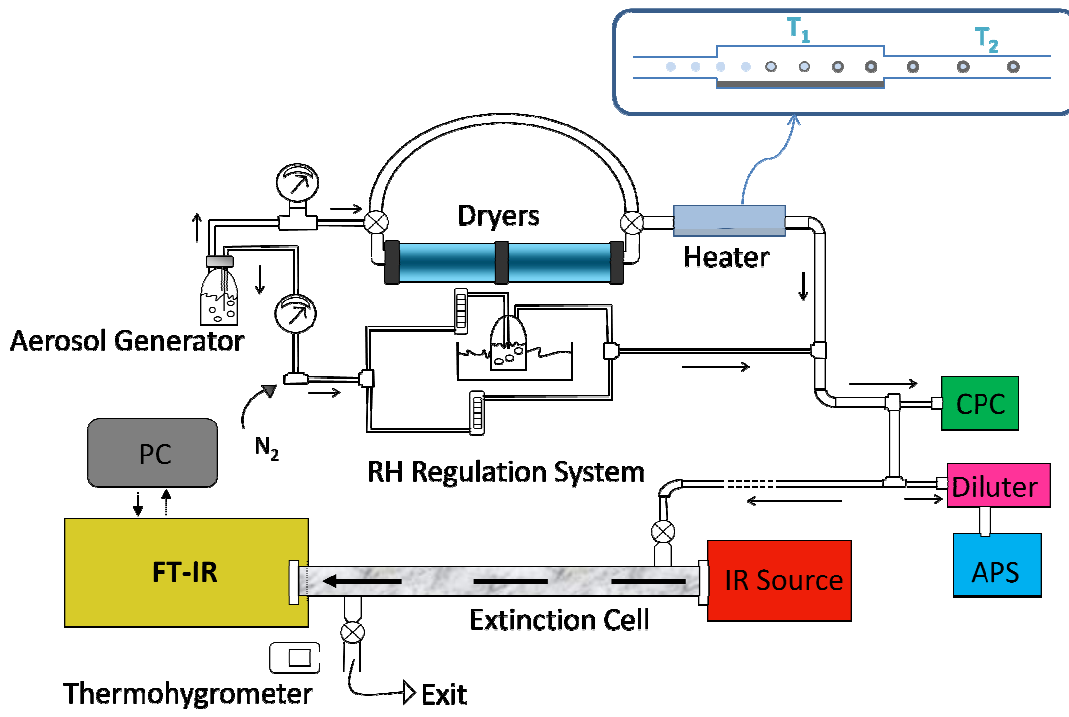 T1
T2
Dryers
Heater
Aerosol Generator
CPC
N2
PC
RH Regulation System
Diluter
FT-IR
IR Source
APS
Extinction Cell
Thermohygrometer
Exit